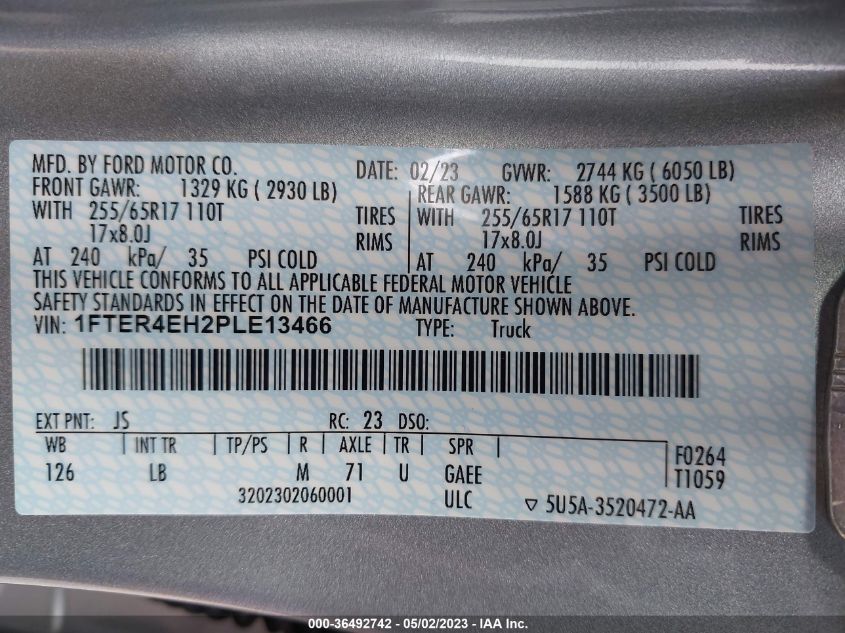 MFD. BY FORD MOTOR CO. DATE: 02/23 GVWR: 2744 KG ( 6050 LB)
FRONT GAWR: 1329 KG ( 2930 LB) REAR GAWR: 1588 KG ( 3500 LB)
WITH 255/65R17 110T TIRES WITH 255/65R17 110T TIRES
17x8.0J RIMS 17x8.0J RIMS
AT 240 kPa/ 35 PSI COLD AT 240 kPa/ 35 PSI COLD
THIS VEHICLE CONFORMS TO ALL APPLICABLE FEDERAL MOTOR VEHICLE
SAFETY STANDARDS IN EFFECT ON THE DATE OF MANUFACTURE SHOWN ABOVE.
VIN: 1FTER4EH2PLE13466 TYPE: Truck
EXT PNT: JS RC: 23 DSO:
WB INT TR TP/PS R AXLE TR SPR F0264
126 LB M 71 U GAEE T1059
3202302060001 ULC ▽ 5U5A-3520472-AA
000-36492742 - 05/02/2023 - IAA Inc.